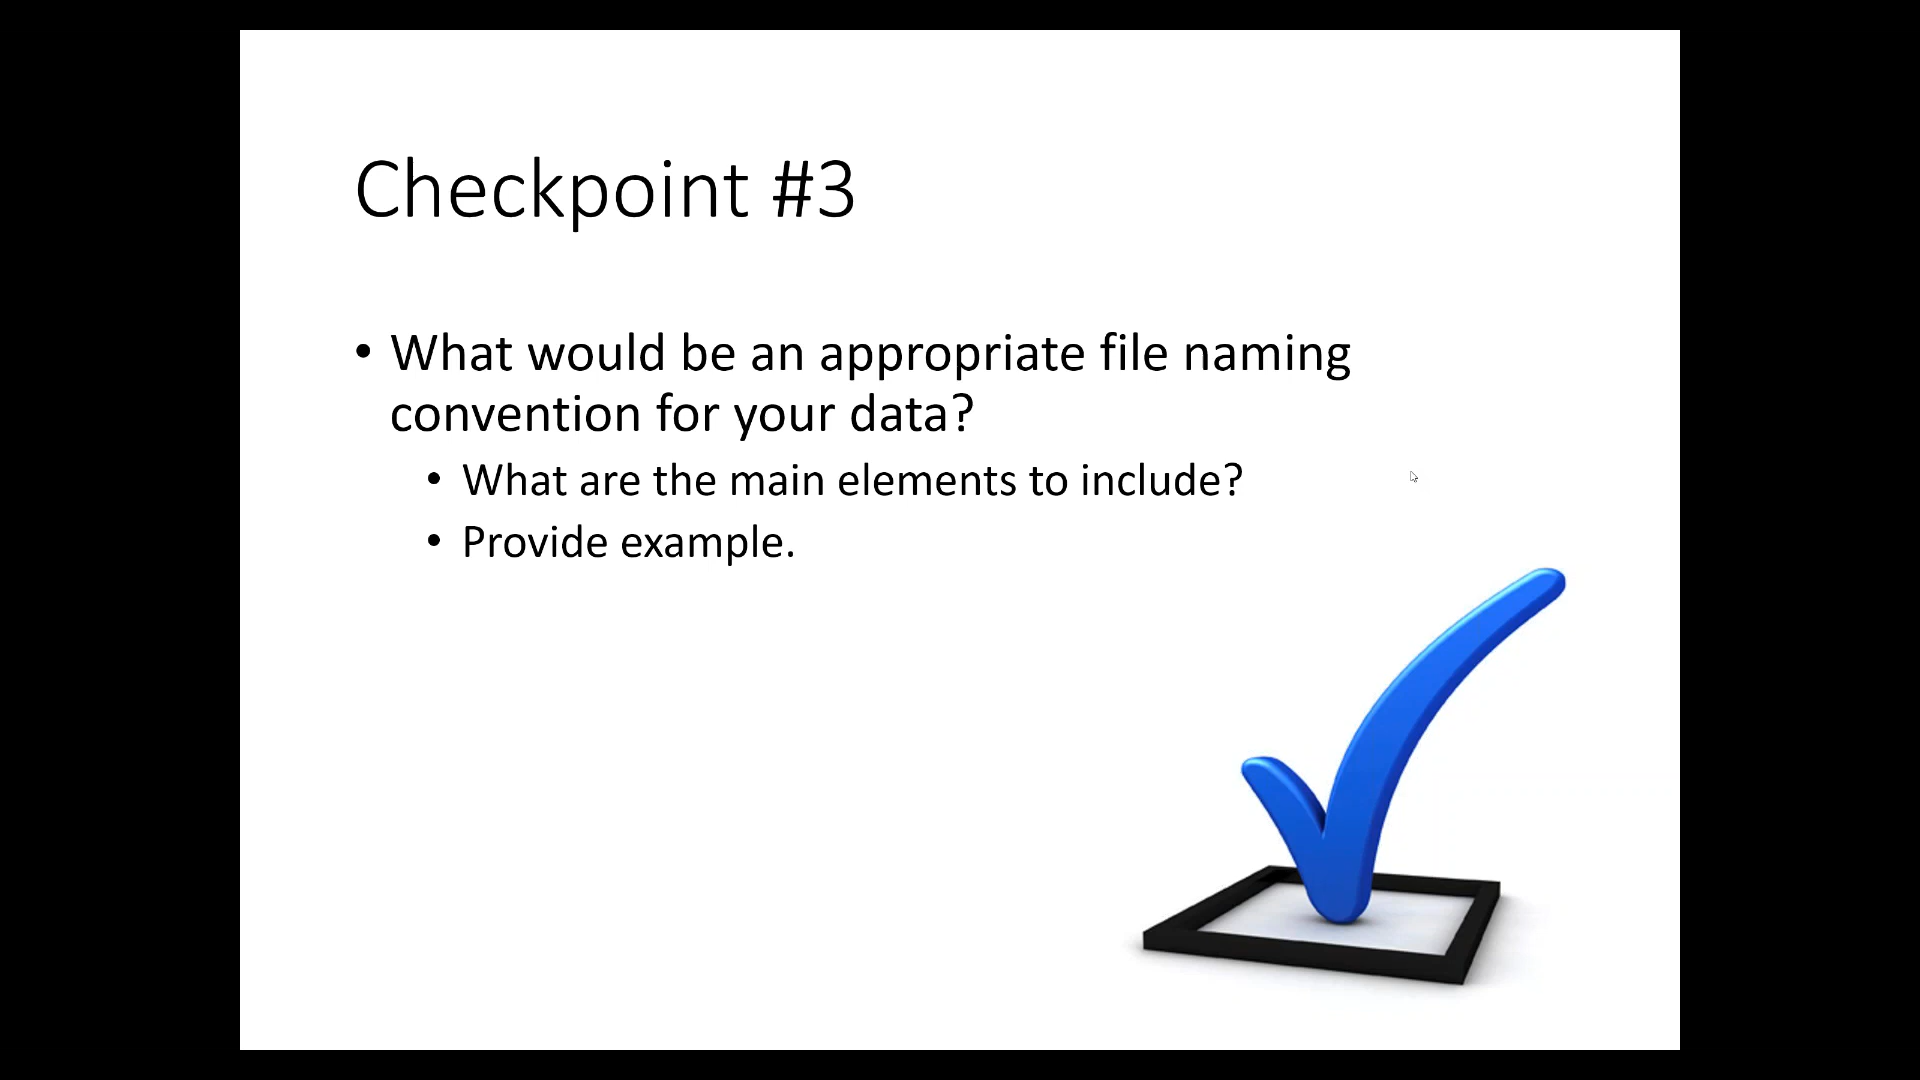 Checkpoint #3
• What would be an appropriate file naming
convention for your data?
• What are the main elements to include?
• Provide example.